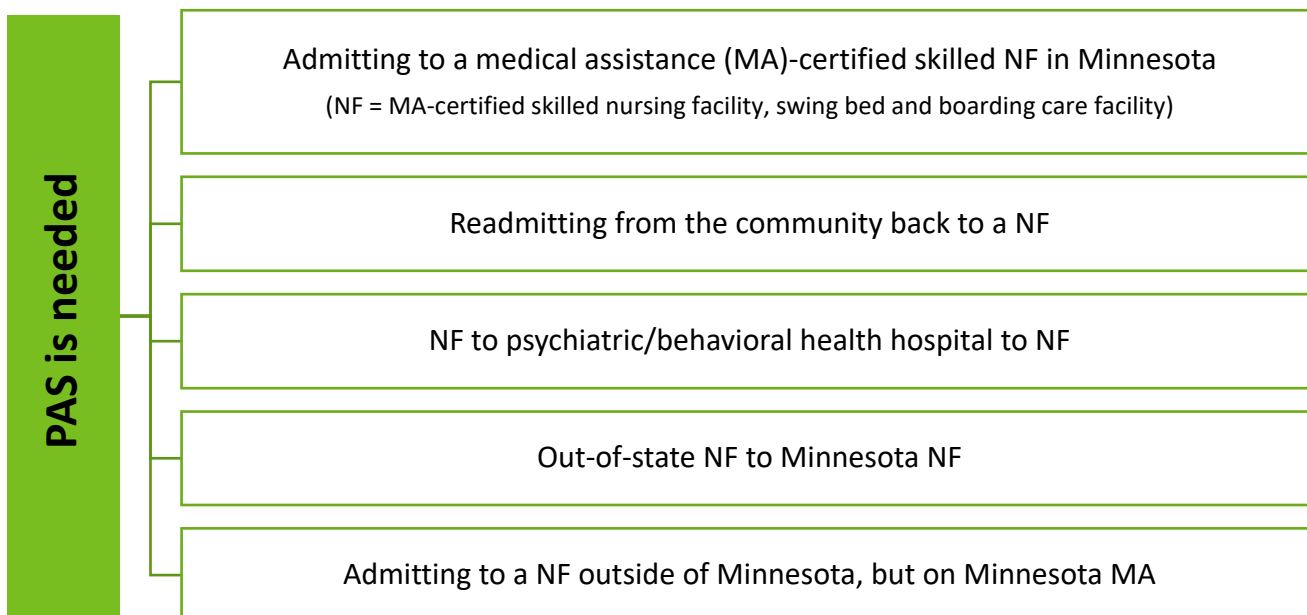 PAS is needed
Admitting to a medical assistance (MA)-certified skilled NF in Minnesota
(NF = MA-certified skilled nursing facility, swing bed and boarding care facility)
Readmitting from the community back to a NF
NF to psychiatric/behavioral health hospital to NF
Out-of-state NF to Minnesota NF
Admitting to a NF outside of Minnesota, but on Minnesota MA